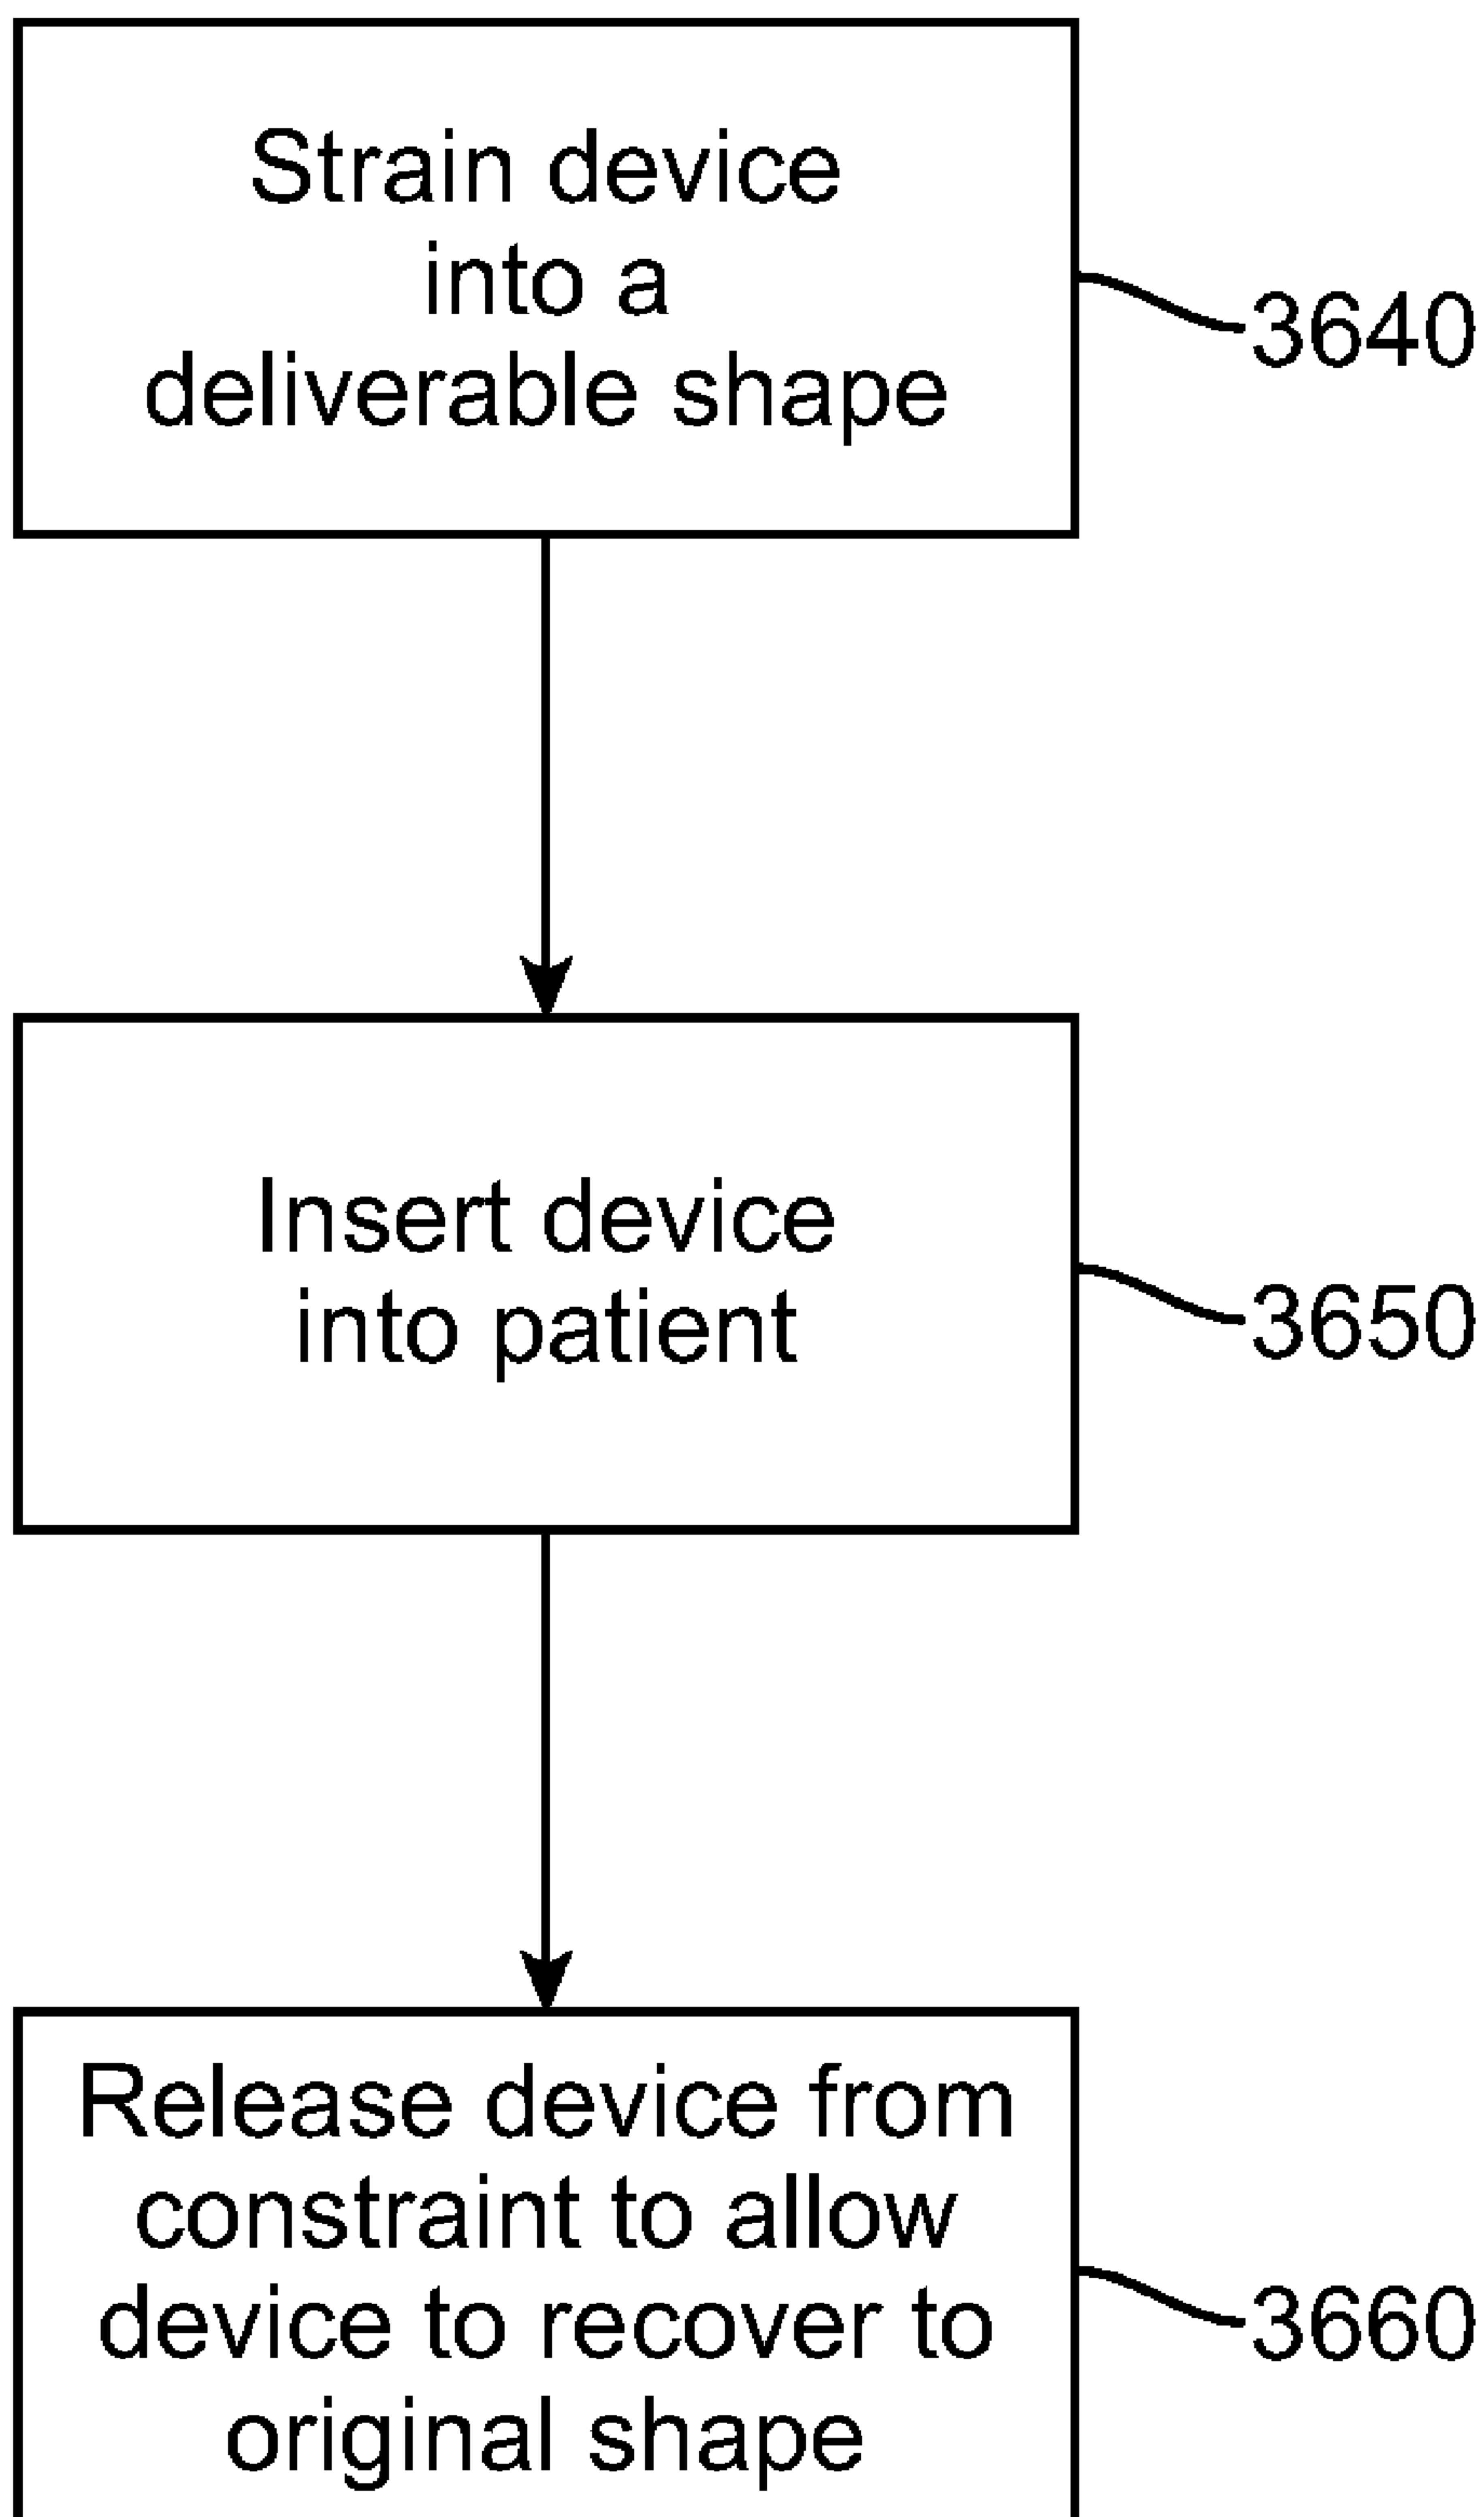 Strain device
into a
deliverable shape
3640
Insert device
into patient
3650
Release device from
constraint to allow
device to recover to
original shape
3660